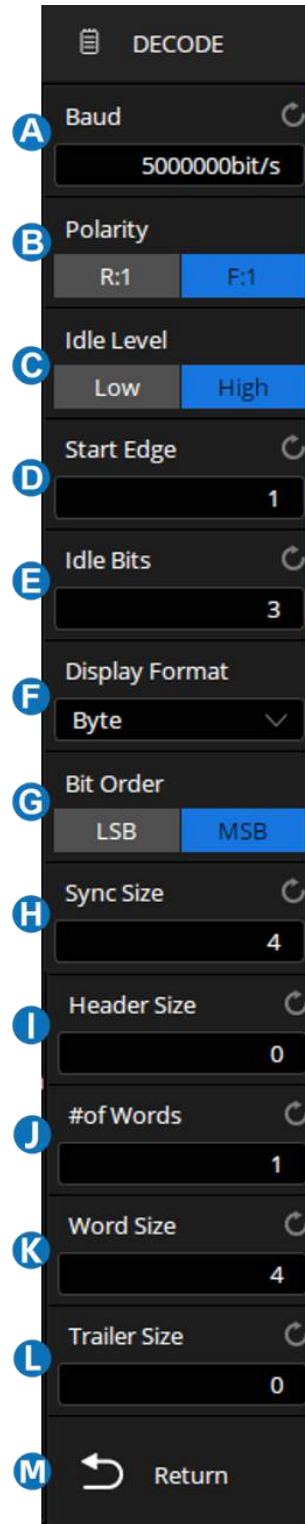 DECODE
A Baud
5000000bit/s
B Polarity
R:1 F:1
C Idle Level
Low High
D Start Edge
1
E Idle Bits
3
F Display Format
Byte
G Bit Order
LSB MSB
H Sync Size
4
I Header Size
0
J #of Words
1
K Word Size
4
L Trailer Size
0
M Return